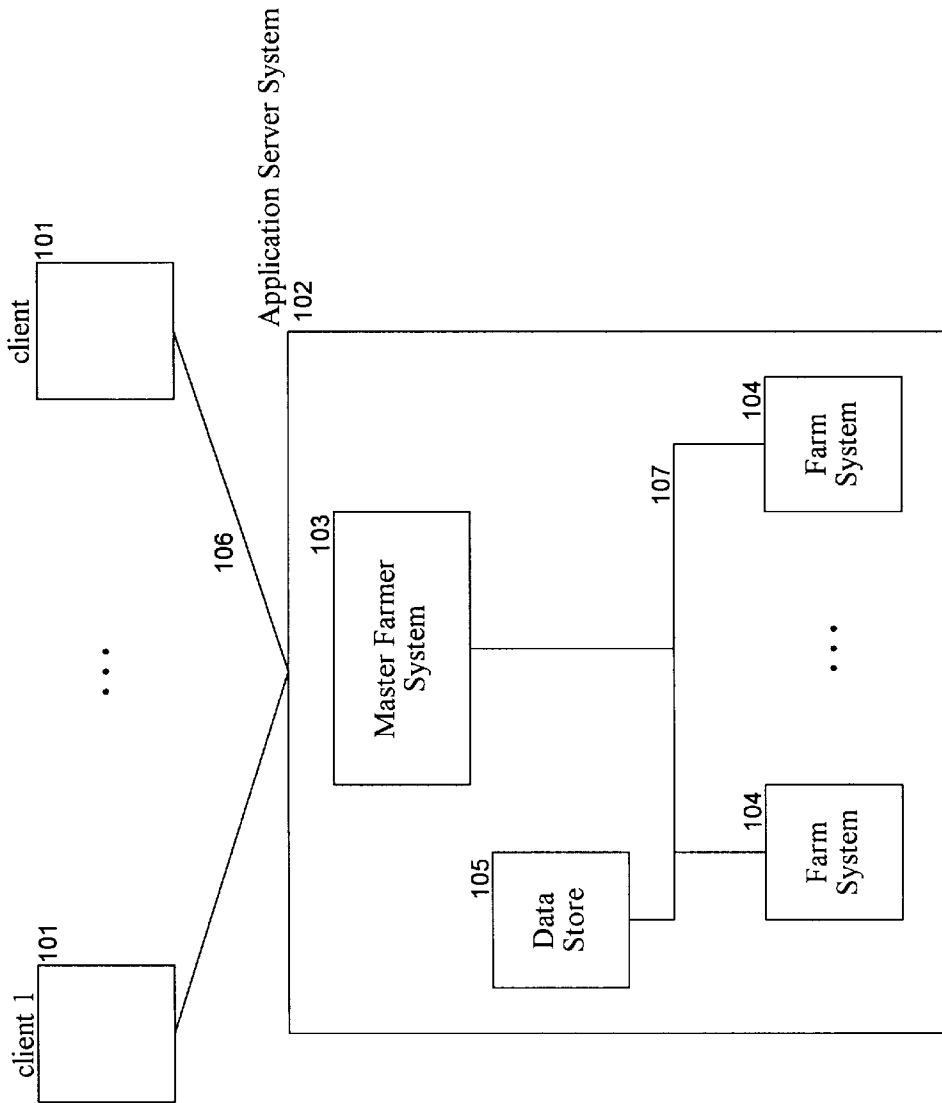 client 1
101
...
client
101
106
Application Server System
102
Master Farmer
System
103
Data
Store
105
107
Farm
System
104
...
Farm
System
104